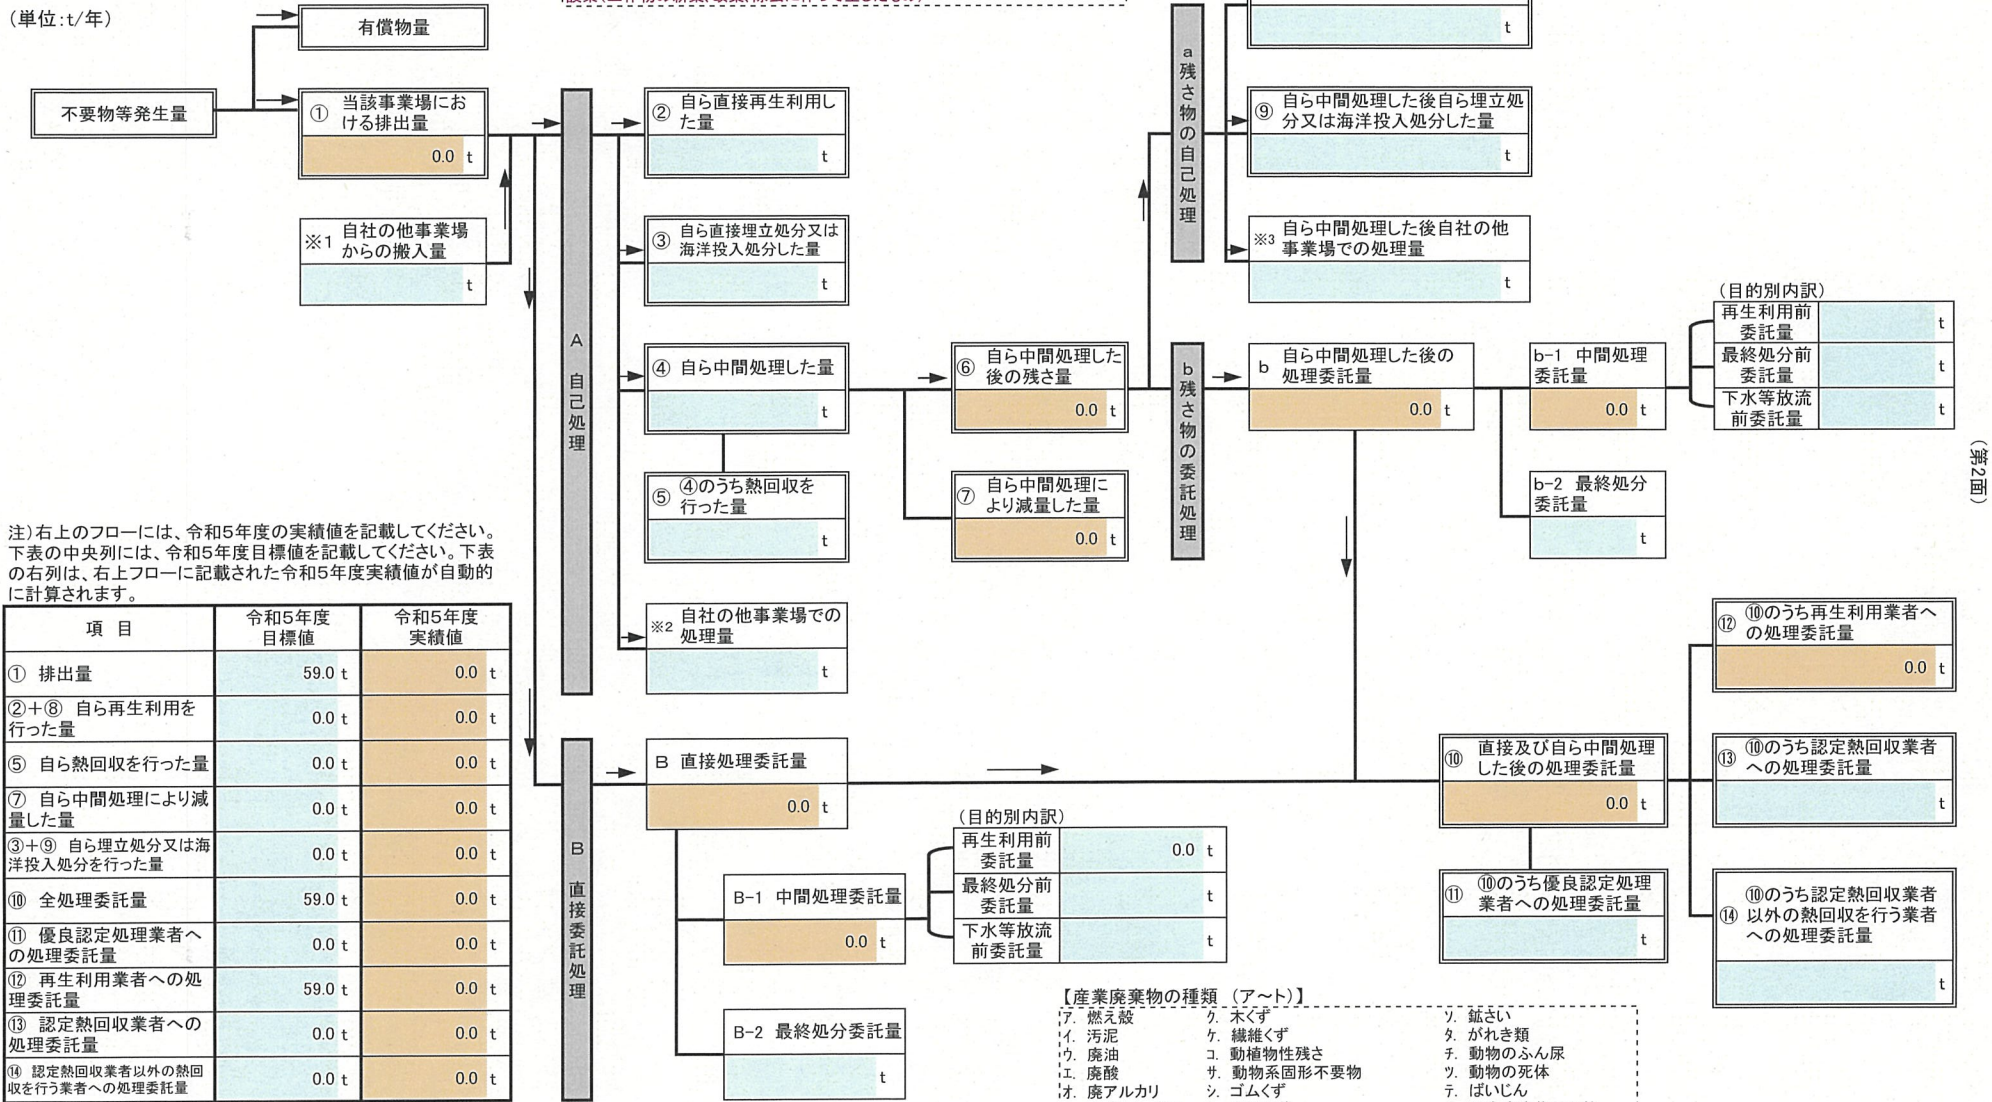 (単位:t/年)
有償物量
不要物等発生量
① 当該事業場にお
ける排出量
0.0 t
※1 自社の他事業場
からの搬入量
t
A 自己処理
② 自ら直接再生利用し
た量
t
③ 自ら直接埋立処分又は
海洋投入処分した量
t
④ 自ら中間処理した量
t
⑤ ④のうち熱回収を
行った量
t
※2 自社の他事業場での
処理量
t
⑥ 自ら中間処理した
後の残さ量
0.0 t
⑦ 自ら中間処理に
より減量した量
0.0 t
a 残さ物の自己処理
t
⑨ 自ら中間処理した後自ら埋立処
分又は海洋投入処分した量
t
※3 自ら中間処理した後自社の他
事業場での処理量
t
b 残さ物の委託処理
b 自ら中間処理した後の
処理委託量
0.0 t
b-1 中間処理
委託量
0.0 t
(目的別内訳)
再生利用前
委託量
t
最終処分前
委託量
t
下水等放流
前委託量
t
b-2 最終処分
委託量
t
(第2面)
注)右上のフローには、令和5年度の実績値を記載してください。
下表の中央列には、令和5年度目標値を記載してください。下表
の右列は、右上フローに記載された令和5年度実績値が自動的
に計算されます。
項 目 令和5年度 目標値 令和5年度 実績値
① 排出量 59.0 t 0.0 t
②+⑧ 自ら再生利用を
行った量 0.0 t 0.0 t
⑤ 自ら熱回収を行った量 0.0 t 0.0 t
⑦ 自ら中間処理により減
量した量 0.0 t 0.0 t
③+⑨ 自ら埋立処分又は海
洋投入処分を行った量 0.0 t 0.0 t
⑩ 全処理委託量 59.0 t 0.0 t
⑪ 優良認定処理業者へ
の処理委託量 0.0 t 0.0 t
⑫ 再生利用業者への処
理委託量 59.0 t 0.0 t
⑬ 認定熱回収業者への
処理委託量 0.0 t 0.0 t
⑭ 認定熱回収業者以外の熱回
収を行う業者への処理委託量 0.0 t 0.0 t
B 直接委託処理
B 直接処理委託量
0.0 t
B-1 中間処理委託量
0.0 t
(目的別内訳)
再生利用前
委託量
0.0 t
最終処分前
委託量
t
下水等放流
前委託量
t
B-2 最終処分委託量
t
⑩ 直接及び自ら中間処理
した後の処理委託量
0.0 t
⑪ ⑩のうち優良認定処理
業者への処理委託量
t
⑫ ⑩のうち再生利用業者へ
の処理委託量
0.0 t
⑬ ⑩のうち認定熱回収業者
への処理委託量
t
⑭ ⑩のうち認定熱回収業者
以外の熱回収を行う業者
への処理委託量
t
【産業廃棄物の種類 (ア~ト)】
ア. 燃え殻 ク. 木くず ソ. 鉱さい
イ. 汚泥 ケ. 繊維くず タ. がれき類
ウ. 廃油 コ. 動植物性残さ チ. 動物のふん尿
エ. 廃酸 サ. 動物系固形不要物 ツ. 動物の死体
オ. 廃アルカリ シ. ゴムくず テ. ばいじん